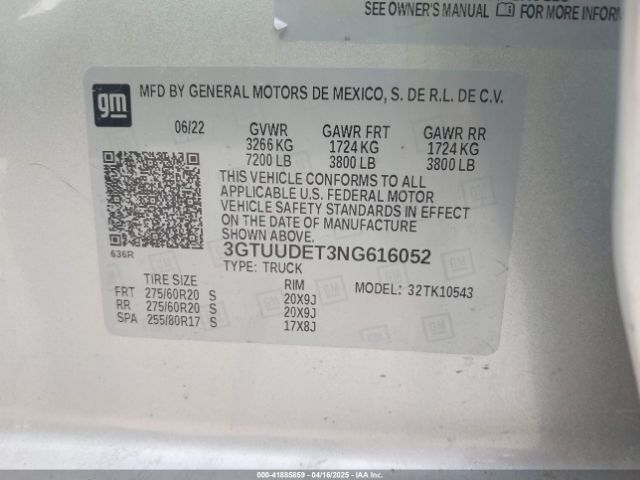 SEE OWNER'S MANUAL FOR MORE
gm MFD BY GENERAL MOTORS DE MEXICO, S. DE R.L. DE C.V.
06/22 GVWR GAWR FRT GAWR RR
3266 KG 1724 KG 1724 KG
7200 LB 3800 LB 3800 LB
THIS VEHICLE CONFORMS TO ALL
APPLICABLE U.S. FEDERAL MOTOR
VEHICLE SAFETY STANDARDS IN EFFECT
ON THE DATE OF MANUFACTURE
SHOWN ABOVE.
636R
3GTUUDET3NG616052
TYPE: TRUCK
TIRE SIZE RIM MODEL: 32TK10543
FRT 275/60R20 S 20X9J
RR 275/60R20 S 20X9J
SPA 255/80R17 S 17X8J
000-41885859 04/16/2025 IAAI.COM